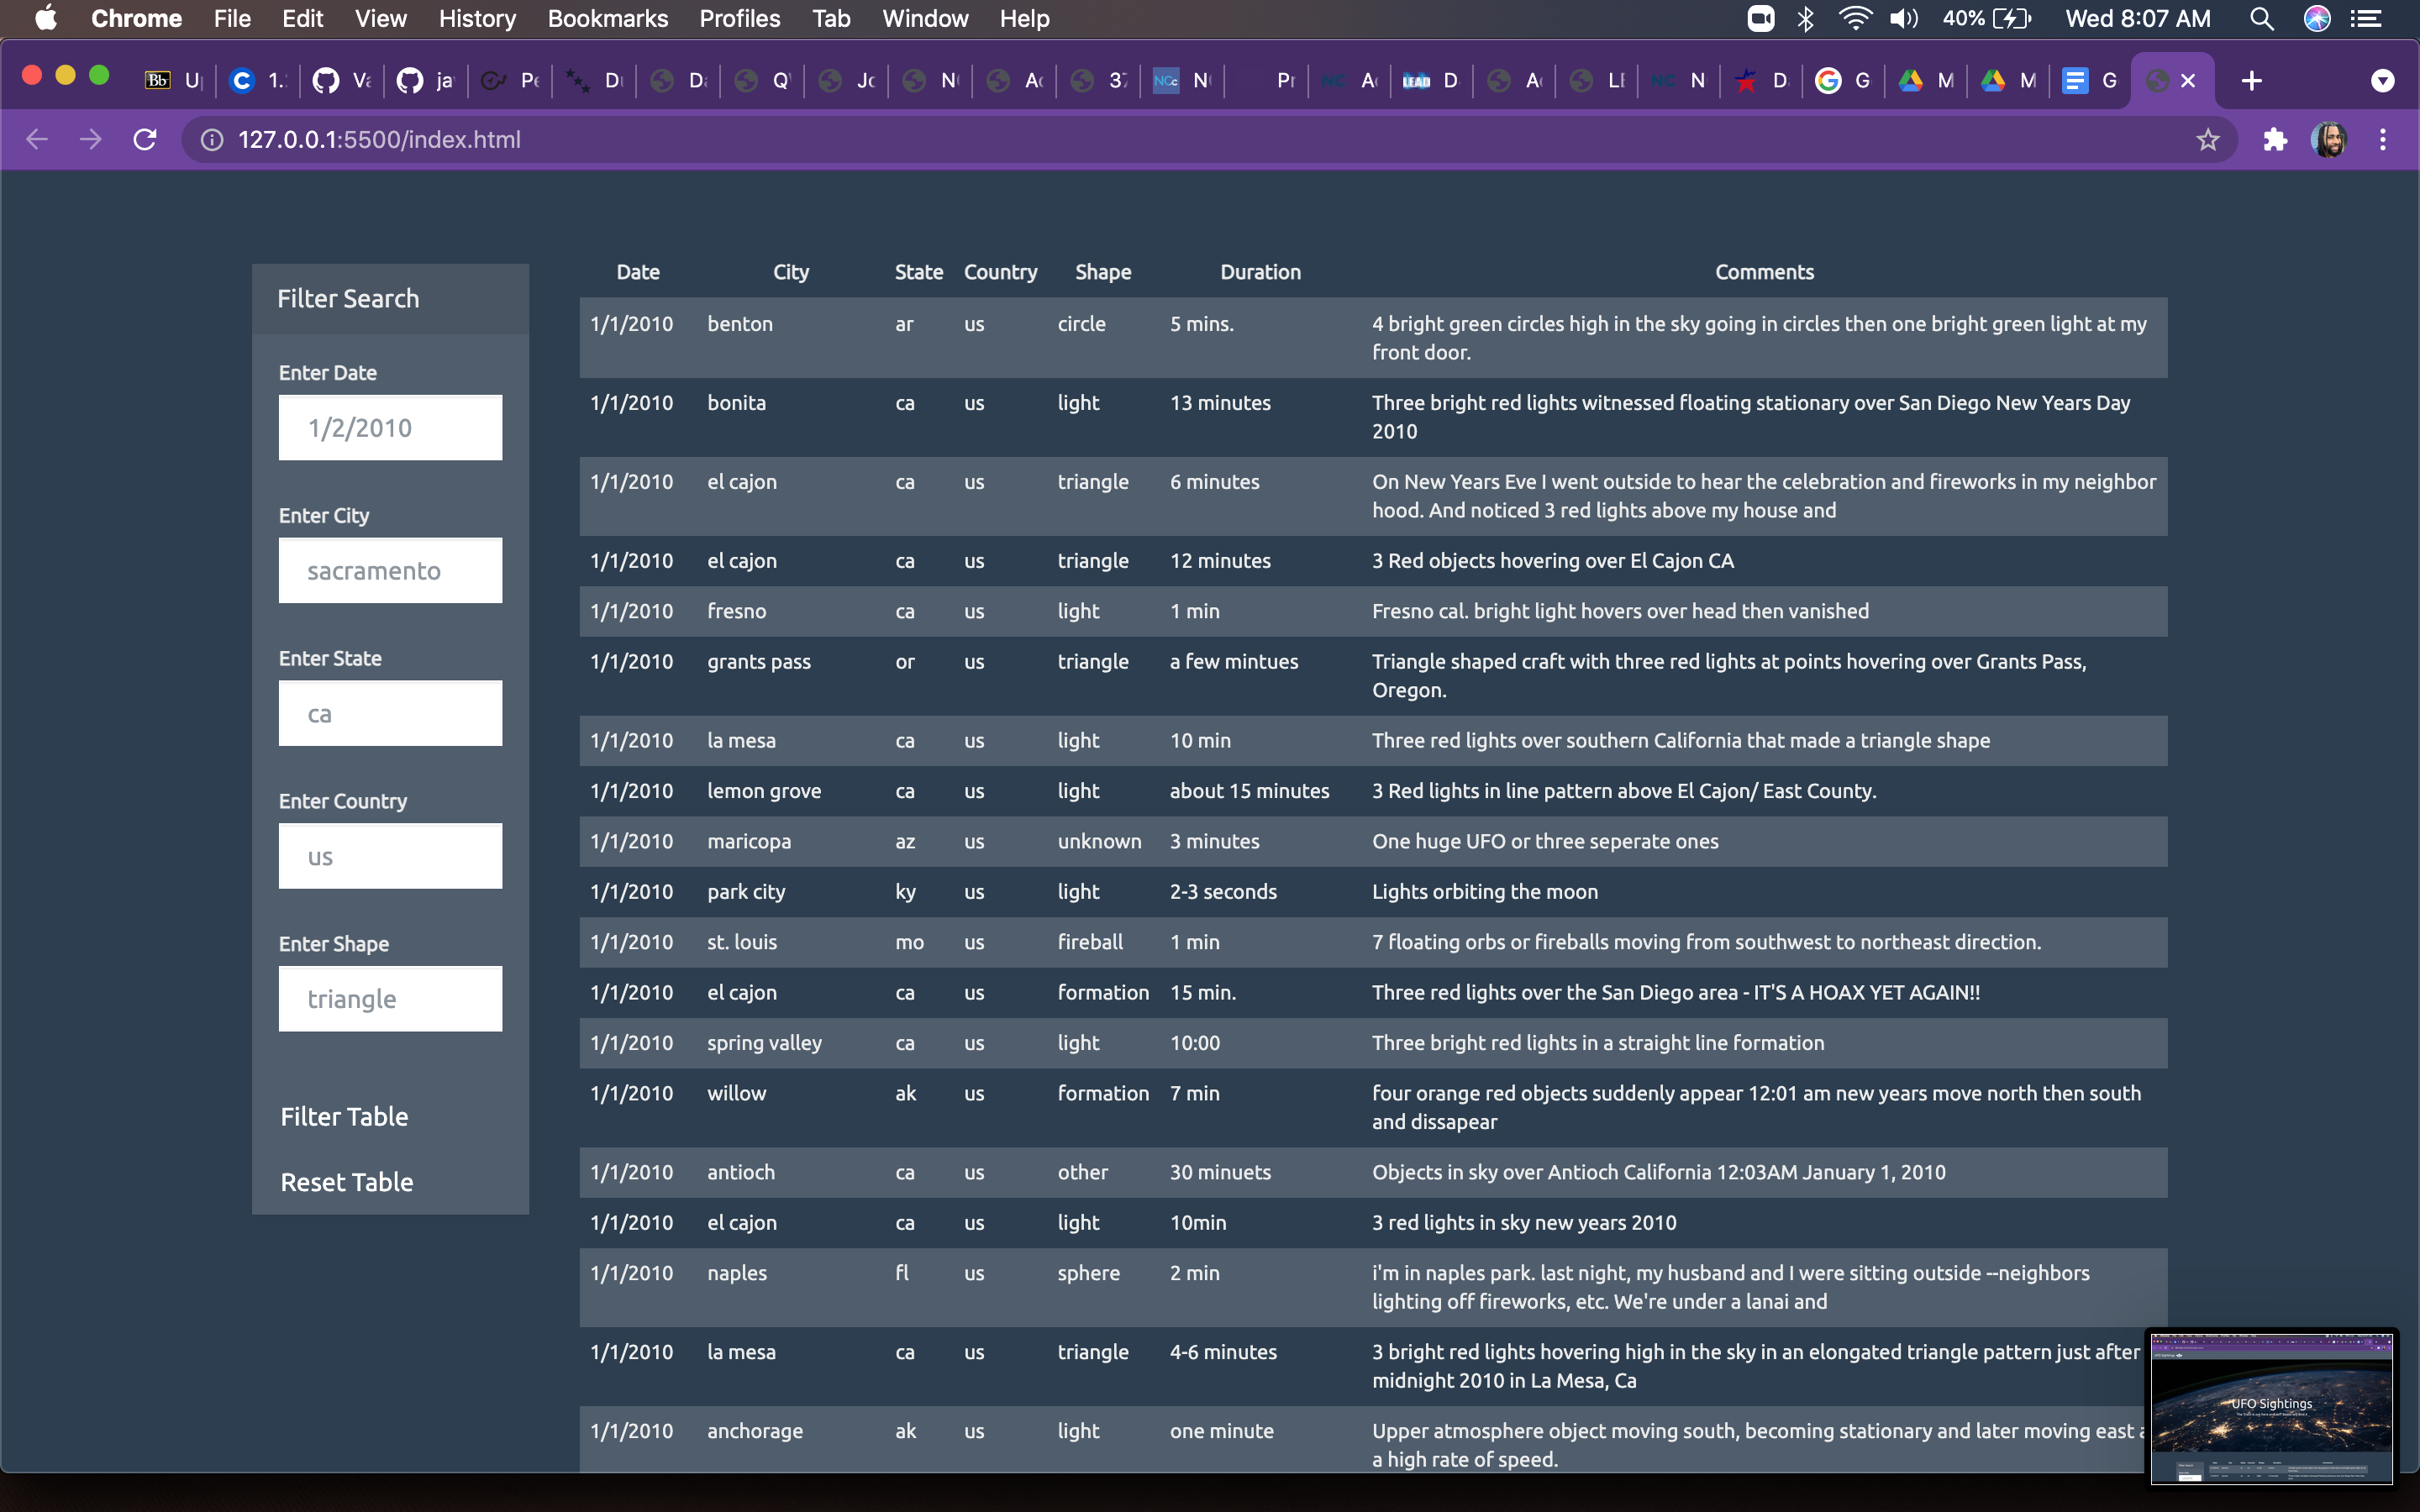 Chrome File Edit View History Bookmarks Profiles Tab Window Help 40% Wed 8:07 AM
Bb U 1. Va ja Pe Du Da Q Jc N Ac 37 NCc N Pr NC Ac LEAD D A LE NC N D G M M G
127.0.0.1:5500/index.html
Filter Search
Enter Date
1/2/2010
Enter City
sacramento
Enter State
ca
Enter Country
us
Enter Shape
triangle
Filter Table
Reset Table
Date City State Country Shape Duration Comments
1/1/2010 benton ar us circle 5 mins. 4 bright green circles high in the sky going in circles then one bright green light at my
front door.
1/1/2010 bonita ca us light 13 minutes Three bright red lights witnessed floating stationary over San Diego New Years Day
2010
1/1/2010 el cajon ca us triangle 6 minutes On New Years Eve I went outside to hear the celebration and fireworks in my neighbor
hood. And noticed 3 red lights above my house and
1/1/2010 el cajon ca us triangle 12 minutes 3 Red objects hovering over El Cajon CA
1/1/2010 fresno ca us light 1 min Fresno cal. bright light hovers over head then vanished
1/1/2010 grants pass or us triangle a few mintues Triangle shaped craft with three red lights at points hovering over Grants Pass,
Oregon.
1/1/2010 la mesa ca us light 10 min Three red lights over southern California that made a triangle shape
1/1/2010 lemon grove ca us light about 15 minutes 3 Red lights in line pattern above El Cajon/ East County.
1/1/2010 maricopa az us unknown 3 minutes One huge UFO or three seperate ones
1/1/2010 park city ky us light 2-3 seconds Lights orbiting the moon
1/1/2010 st. louis mo us fireball 1 min 7 floating orbs or fireballs moving from southwest to northeast direction.
1/1/2010 el cajon ca us formation 15 min. Three red lights over the San Diego area - IT'S A HOAX YET AGAIN!!
1/1/2010 spring valley ca us light 10:00 Three bright red lights in a straight line formation
1/1/2010 willow ak us formation 7 min four orange red objects suddenly appear 12:01 am new years move north then south
and dissapear
1/1/2010 antioch ca us other 30 minuets Objects in sky over Antioch California 12:03AM January 1, 2010
1/1/2010 el cajon ca us light 10min 3 red lights in sky new years 2010
1/1/2010 naples fl us sphere 2 min i'm in naples park. last night, my husband and I were sitting outside --neighbors
lighting off fireworks, etc. We're under a lanai and
1/1/2010 la mesa ca us triangle 4-6 minutes 3 bright red lights hovering high in the sky in an elongated triangle pattern just after
midnight 2010 in La Mesa, Ca
1/1/2010 anchorage ak us light one minute Upper atmosphere object moving south, becoming stationary and later moving east
a high rate of speed.
UFO Sightings